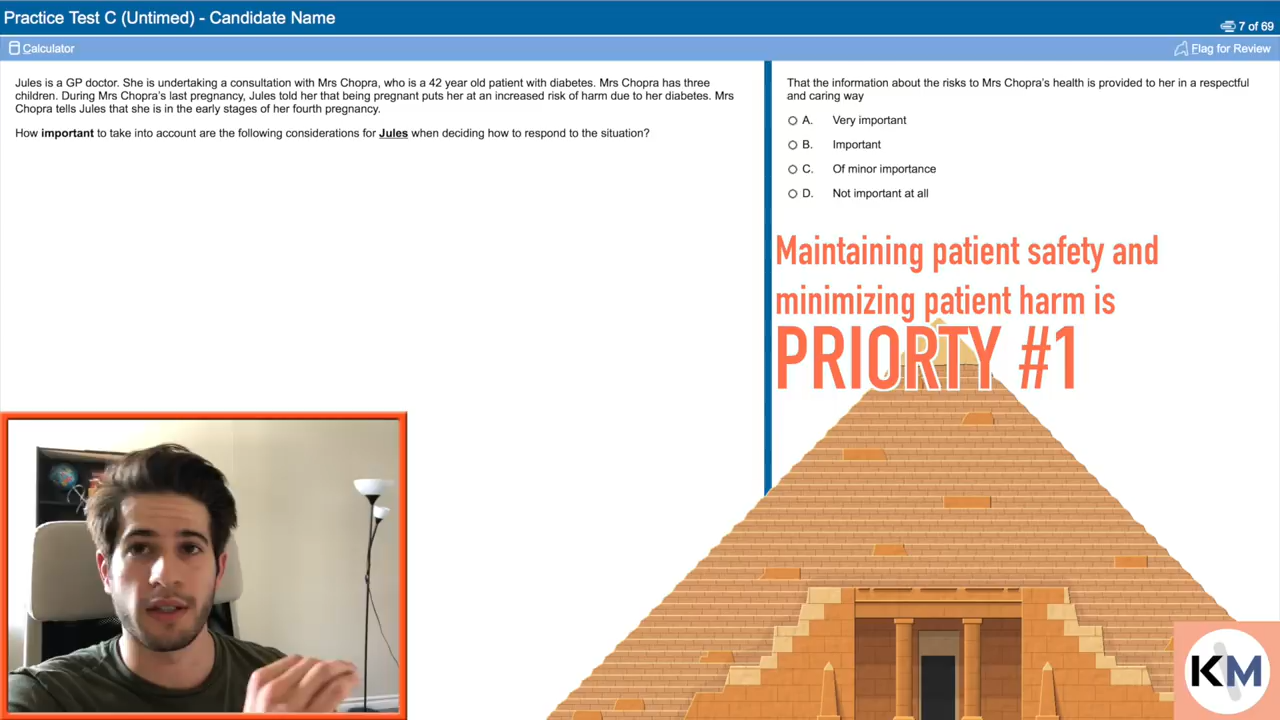 Practice Test C (Untimed) - Candidate Name
7 of 69
Calculator
Flag for Review
Jules is a GP doctor. She is undertaking a consultation with Mrs Chopra, who is a 42 year old patient with diabetes. Mrs Chopra has three
children. During Mrs Chopra's last pregnancy, Jules told her that being pregnant puts her at an increased risk of harm due to her diabetes. Mrs
Chopra tells Jules that she is in the early stages of her fourth pregnancy.
How important to take into account are the following considerations for Jules when deciding how to respond to the situation?
That the information about the risks to Mrs Chopra's health is provided to her in a respectful
and caring way
A. Very important
B. Important
C. Of minor importance
D. Not important at all
Maintaining patient safety and
minimizing patient harm is
PRIORTY #1
KM